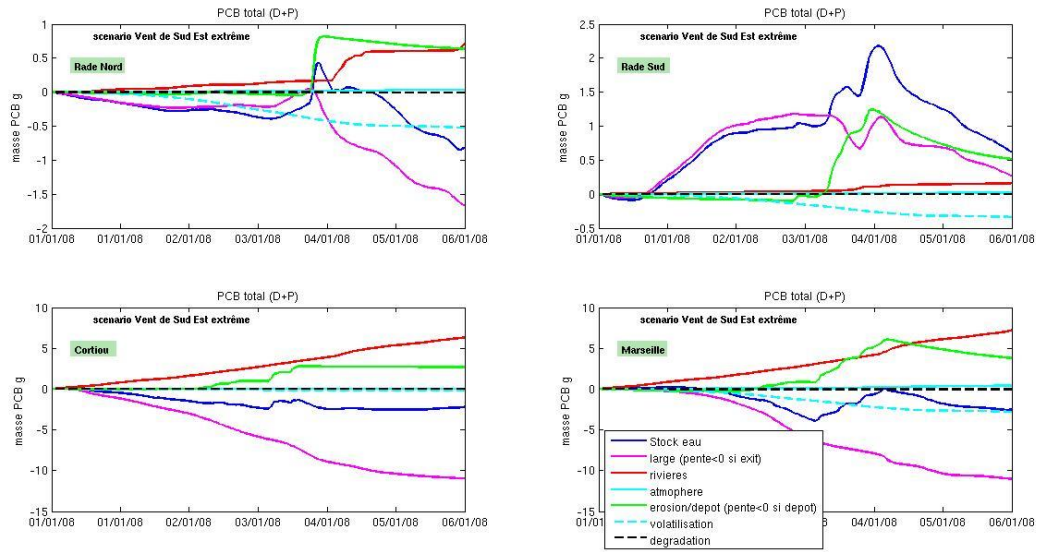 PCB total (D+P)
scenario Vent de Sud Est extrême
Rade Nord
masse PCB g
1
0.5
0
-0.5
-1
-1.5
-2
01/01/08 01/01/08 02/01/08 03/01/08 04/01/08 05/01/08 06/01/08
PCB total (D+P)
scenario Vent de Sud Est extrême
Rade Sud
masse PCB g
2.5
2
1.5
1
0.5
0
-0.5
01/01/08 01/01/08 02/01/08 03/01/08 04/01/08 05/01/08 06/01/08
PCB total (D+P)
scenario Vent de Sud Est extrême
Cortiou
masse PCB g
10
5
0
-5
-10
-15
01/01/08 01/01/08 02/01/08 03/01/08 04/01/08 05/01/08 06/01/08
PCB total (D+P)
scenario Vent de Sud Est extrême
Marseille
masse PCB g
10
5
0
-5
-10
-15
01/01/08 04/01/08 05/01/08 06/01/08
Stock eau
large (pente<0 si exit)
rivieres
atmophere
erosion/depot (pente<0 si depot)
volatilisation
degradation